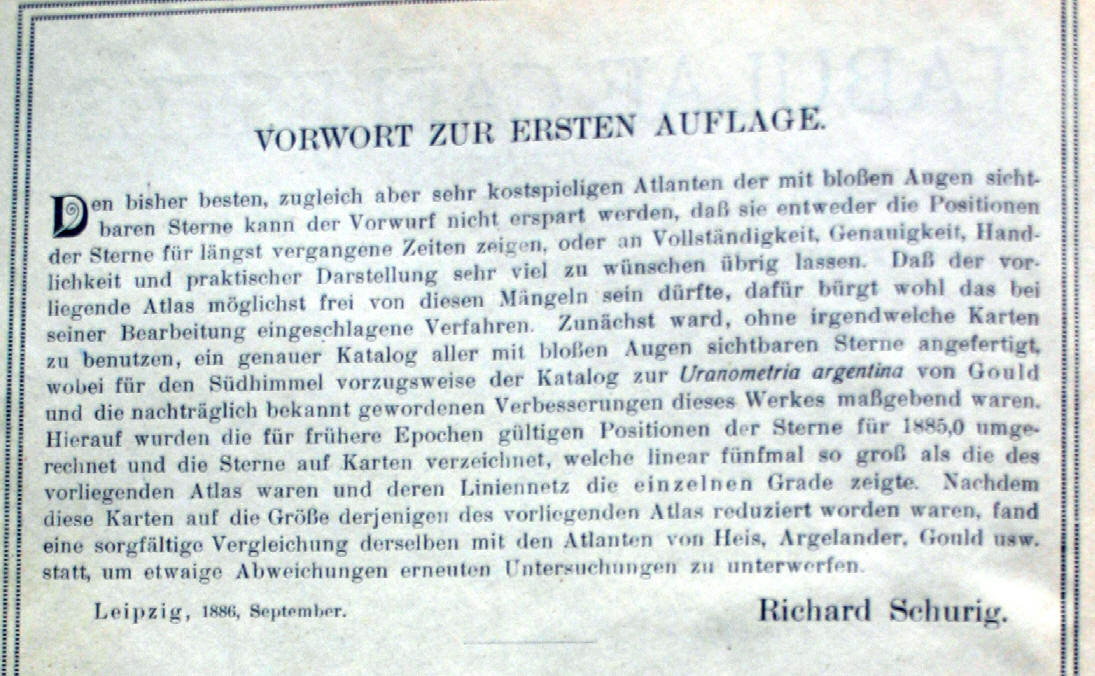 VORWORT ZUR ERSTEN AUFLAGE.
Den bisher besten, zugleich aber sehr kostspieligen Atlanten der mit bloßen Augen sicht-
baren Sterne kann der Vorwurf nicht erspart werden, daß sie entweder die Positionen
der Sterne für längst vergangene Zeiten zeigen, oder an Vollständigkeit, Genauigkeit, Hand-
lichkeit und praktischer Darstellung sehr viel zu wünschen übrig lassen. Daß der vor-
liegende Atlas möglichst frei von diesen Mängeln sein dürfte, dafür bürgt wohl das bei
seiner Bearbeitung eingeschlagene Verfahren. Zunächst ward, ohne irgendwelche Karten
zu benutzen, ein genauer Katalog aller mit bloßen Augen sichtbaren Sterne angefertigt,
wobei für den Südhimmel vorzugsweise der Katalog zur Uranometria argentina von Gould
und die nachträglich bekannt gewordenen Verbesserungen dieses Werkes maßgebend waren.
Hierauf wurden die für frühere Epochen gültigen Positionen der Sterne für 1885,0 umge-
rechnet und die Sterne auf Karten verzeichnet, welche linear fünfmal so groß als die des
vorliegenden Atlas waren und deren Liniennetz die einzelnen Grade zeigte. Nachdem
diese Karten auf die Größe derjenigen des vorliegenden Atlas reduziert worden waren, fand
eine sorgfältige Vergleichung derselben mit den Atlanten von Heis, Argelander, Gould usw.
statt, um etwaige Abweichungen erneuten Untersuchungen zu unterwerfen.
Leipzig, 1886, September. Richard Schurig.